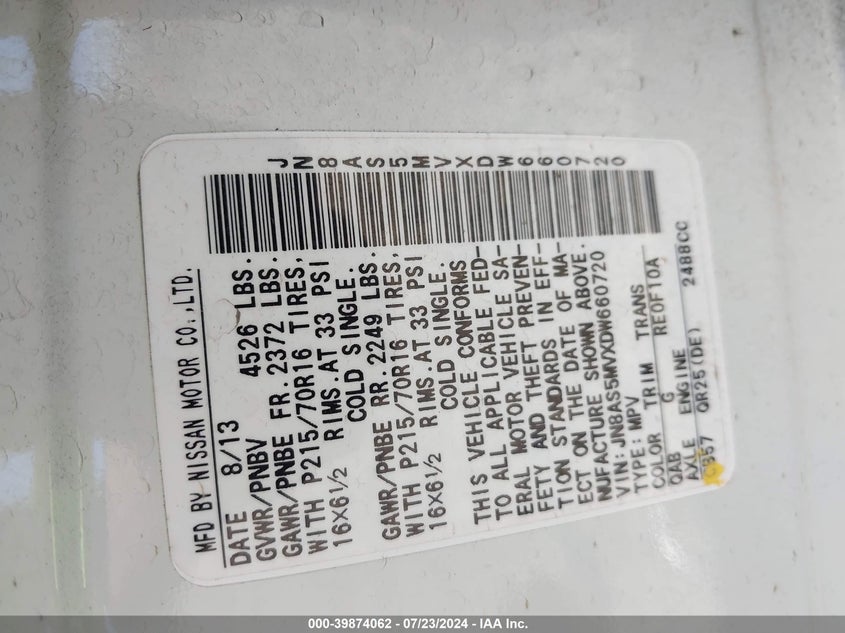 MFD BY NISSAN MOTOR CO.,LTD.
DATE 8/13
GVWR/PNBV 4526 LBS.
GAWR/PNBE FR.2372 LBS.
WITH P215/70R16 TIRES,
16X6½ RIMS.AT 33 PSI
COLD SINGLE.
GAWR/PNBE RR.2249 LBS.
WITH P215/70R16 TIRES,
16X6½ RIMS.AT 33 PSI
COLD SINGLE.
THIS VEHICLE CONFORMS
TO ALL APPLICABLE FED-
ERAL MOTOR VEHICLE SA-
FETY AND THEFT PREVEN-
TION STANDARDS IN EFF-
ECT ON THE DATE OF MA-
NUFACTURE SHOWN ABOVE.
VIN:JN8AS5MVXDW660720
TYPE:MPV
COLOR TRIM TRANS
QAB G RE0F10A
AXLE ENGINE
QR25(DE) 2488CC
JN8AS5MVXDW660720
000-39874062 - 07/23/2024 - IAA Inc.